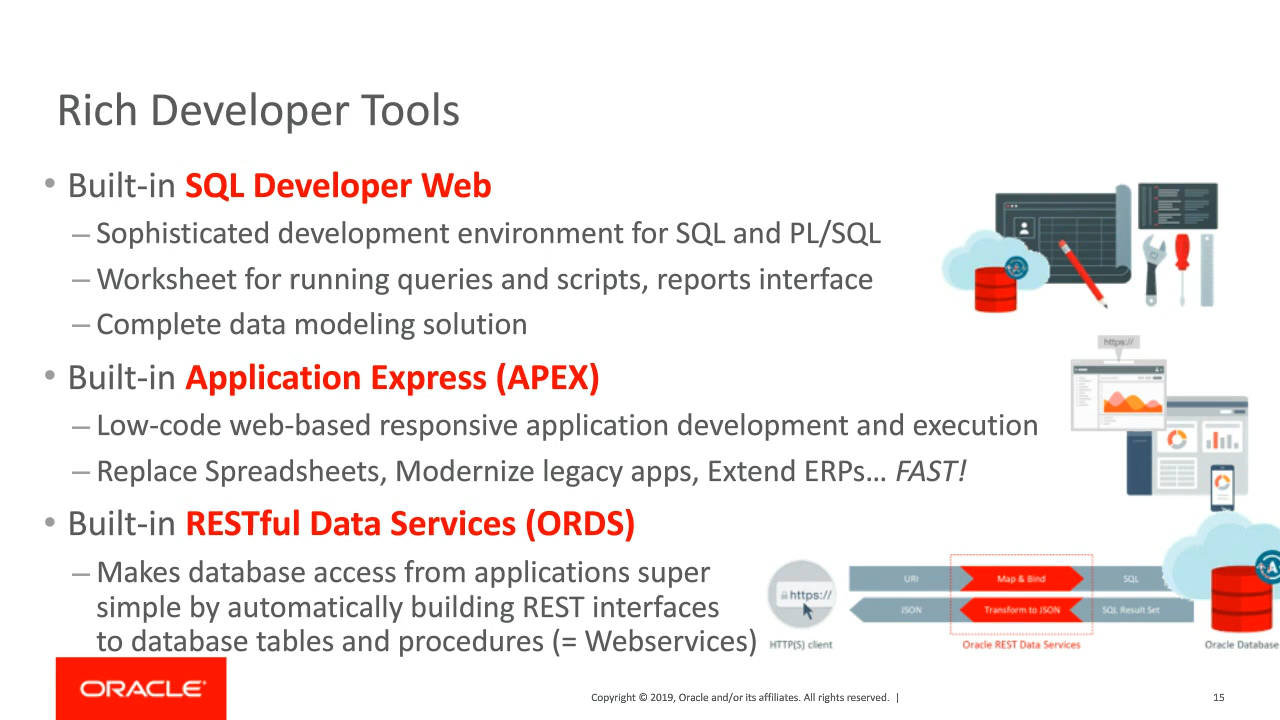 Rich Developer Tools
• Built-in SQL Developer Web
– Sophisticated development environment for SQL and PL/SQL
– Worksheet for running queries and scripts, reports interface
– Complete data modeling solution
• Built-in Application Express (APEX)
– Low-code web-based responsive application development and execution
– Replace Spreadsheets, Modernize legacy apps, Extend ERPs... FAST!
• Built-in RESTful Data Services (ORDS)
– Makes database access from applications super
simple by automatically building REST interfaces
to database tables and procedures (= Webservices)
https://
https://
HTTP(S) client
URI
Map & Bind
SQL
JSON
Transform to JSON
SQL Result Set
Oracle REST Data Services
A
Oracle Database
ORACLE®
Copyright © 2019, Oracle and/or its affiliates. All rights reserved. |
15